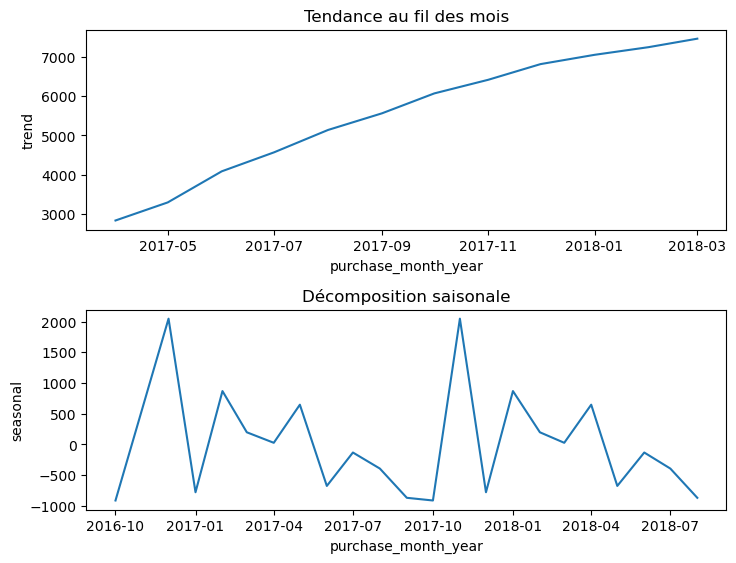 Tendance au fil des mois
7000
6000
5000
4000
3000
trend
2017-05 2017-07 2017-09 2017-11 2018-01 2018-03
purchase_month_year
Décomposition saisonale
2000
1500
1000
500
0
−500
−1000
seasonal
2016-10 2017-01 2017-04 2017-07 2017-10 2018-01 2018-04 2018-07
purchase_month_year